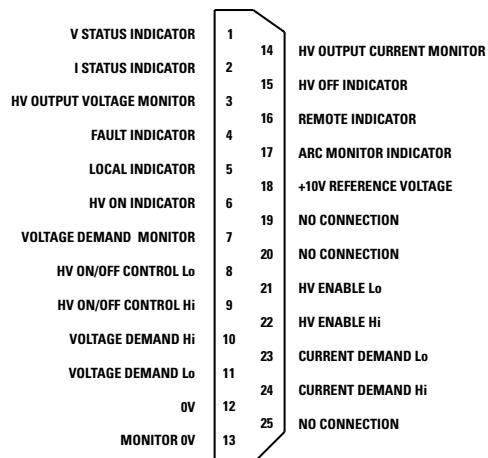 V STATUS INDICATOR 1
I STATUS INDICATOR 2
HV OUTPUT VOLTAGE MONITOR 3
FAULT INDICATOR 4
LOCAL INDICATOR 5
HV ON INDICATOR 6
VOLTAGE DEMAND MONITOR 7
HV ON/OFF CONTROL Lo 8
HV ON/OFF CONTROL Hi 9
VOLTAGE DEMAND Hi 10
VOLTAGE DEMAND Lo 11
0V 12
MONITOR 0V 13
14 HV OUTPUT CURRENT MONITOR
15 HV OFF INDICATOR
16 REMOTE INDICATOR
17 ARC MONITOR INDICATOR
18 +10V REFERENCE VOLTAGE
19 NO CONNECTION
20 NO CONNECTION
21 HV ENABLE Lo
22 HV ENABLE Hi
23 CURRENT DEMAND Lo
24 CURRENT DEMAND Hi
25 NO CONNECTION